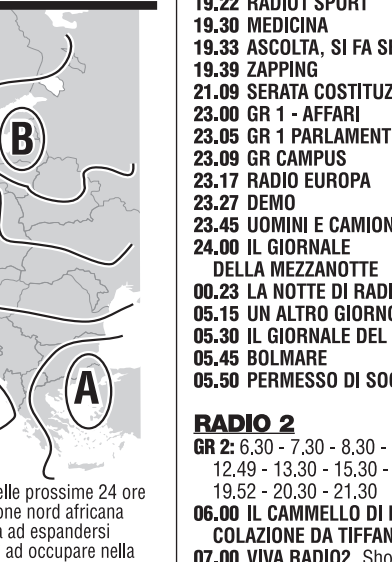 B
A
elle prossime 24 ore
one nord africana
a ad espandersi
ad occupare nella
19.22 RADIO1 SPORT
19.30 MEDICINA
19.33 ASCOLTA, SI FA SE
19.39 ZAPPING
21.09 SERATA COSTITUZ
23.00 GR 1 - AFFARI
23.05 GR 1 PARLAMENT
23.09 GR CAMPUS
23.17 RADIO EUROPA
23.27 DEMO
23.45 UOMINI E CAMION
24.00 IL GIORNALE
DELLA MEZZANOTTE
00.23 LA NOTTE DI RADI
05.15 UN ALTRO GIORNO
05.30 IL GIORNALE DEL
05.45 BOLMARE
05.50 PERMESSO DI SOG
RADIO 2
GR 2: 6.30 - 7.30 - 8.30 -
12.49 - 13.30 - 15.30 -
19.52 - 20.30 - 21.30
06.00 IL CAMMELLO DI
COLAZIONE DA TIFFAN
07.00 VIVA RADIO2. Sho